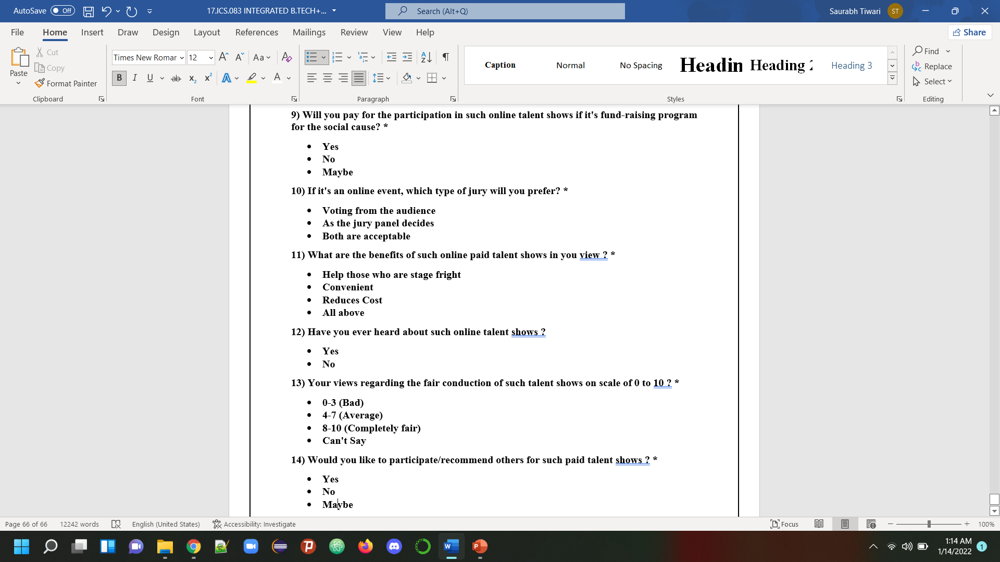 AutoSave Off 17.ICS.083 INTEGRATED B.TECH+... Search (Alt+Q) Saurabh Tiwari ST
File Home Insert Draw Design Layout References Mailings Review View Help Share
Paste Cut Copy Format Painter
Times New Romar 12 Aa
B I U ab x₂ x² A A
Caption Normal No Spacing Headin Heading 2 Heading 3
Find Replace Select
Clipboard Font Paragraph Styles Editing
9) Will you pay for the participation in such online talent shows if it's fund-raising program
for the social cause? *
• Yes
• No
• Maybe
10) If it's an online event, which type of jury will you prefer? *
• Voting from the audience
• As the jury panel decides
• Both are acceptable
11) What are the benefits of such online paid talent shows in you view ? *
• Help those who are stage fright
• Convenient
• Reduces Cost
• All above
12) Have you ever heard about such online talent shows ?
• Yes
• No
13) Your views regarding the fair conduction of such talent shows on scale of 0 to 10 ? *
• 0-3 (Bad)
• 4-7 (Average)
• 8-10 (Completely fair)
• Can't Say
14) Would you like to participate/recommend others for such paid talent shows ? *
• Yes
• No
• Maybe
Page 66 of 66 12242 words English (United States) Accessibility: Investigate Focus 100%
1:14 AM
1/14/2022 1